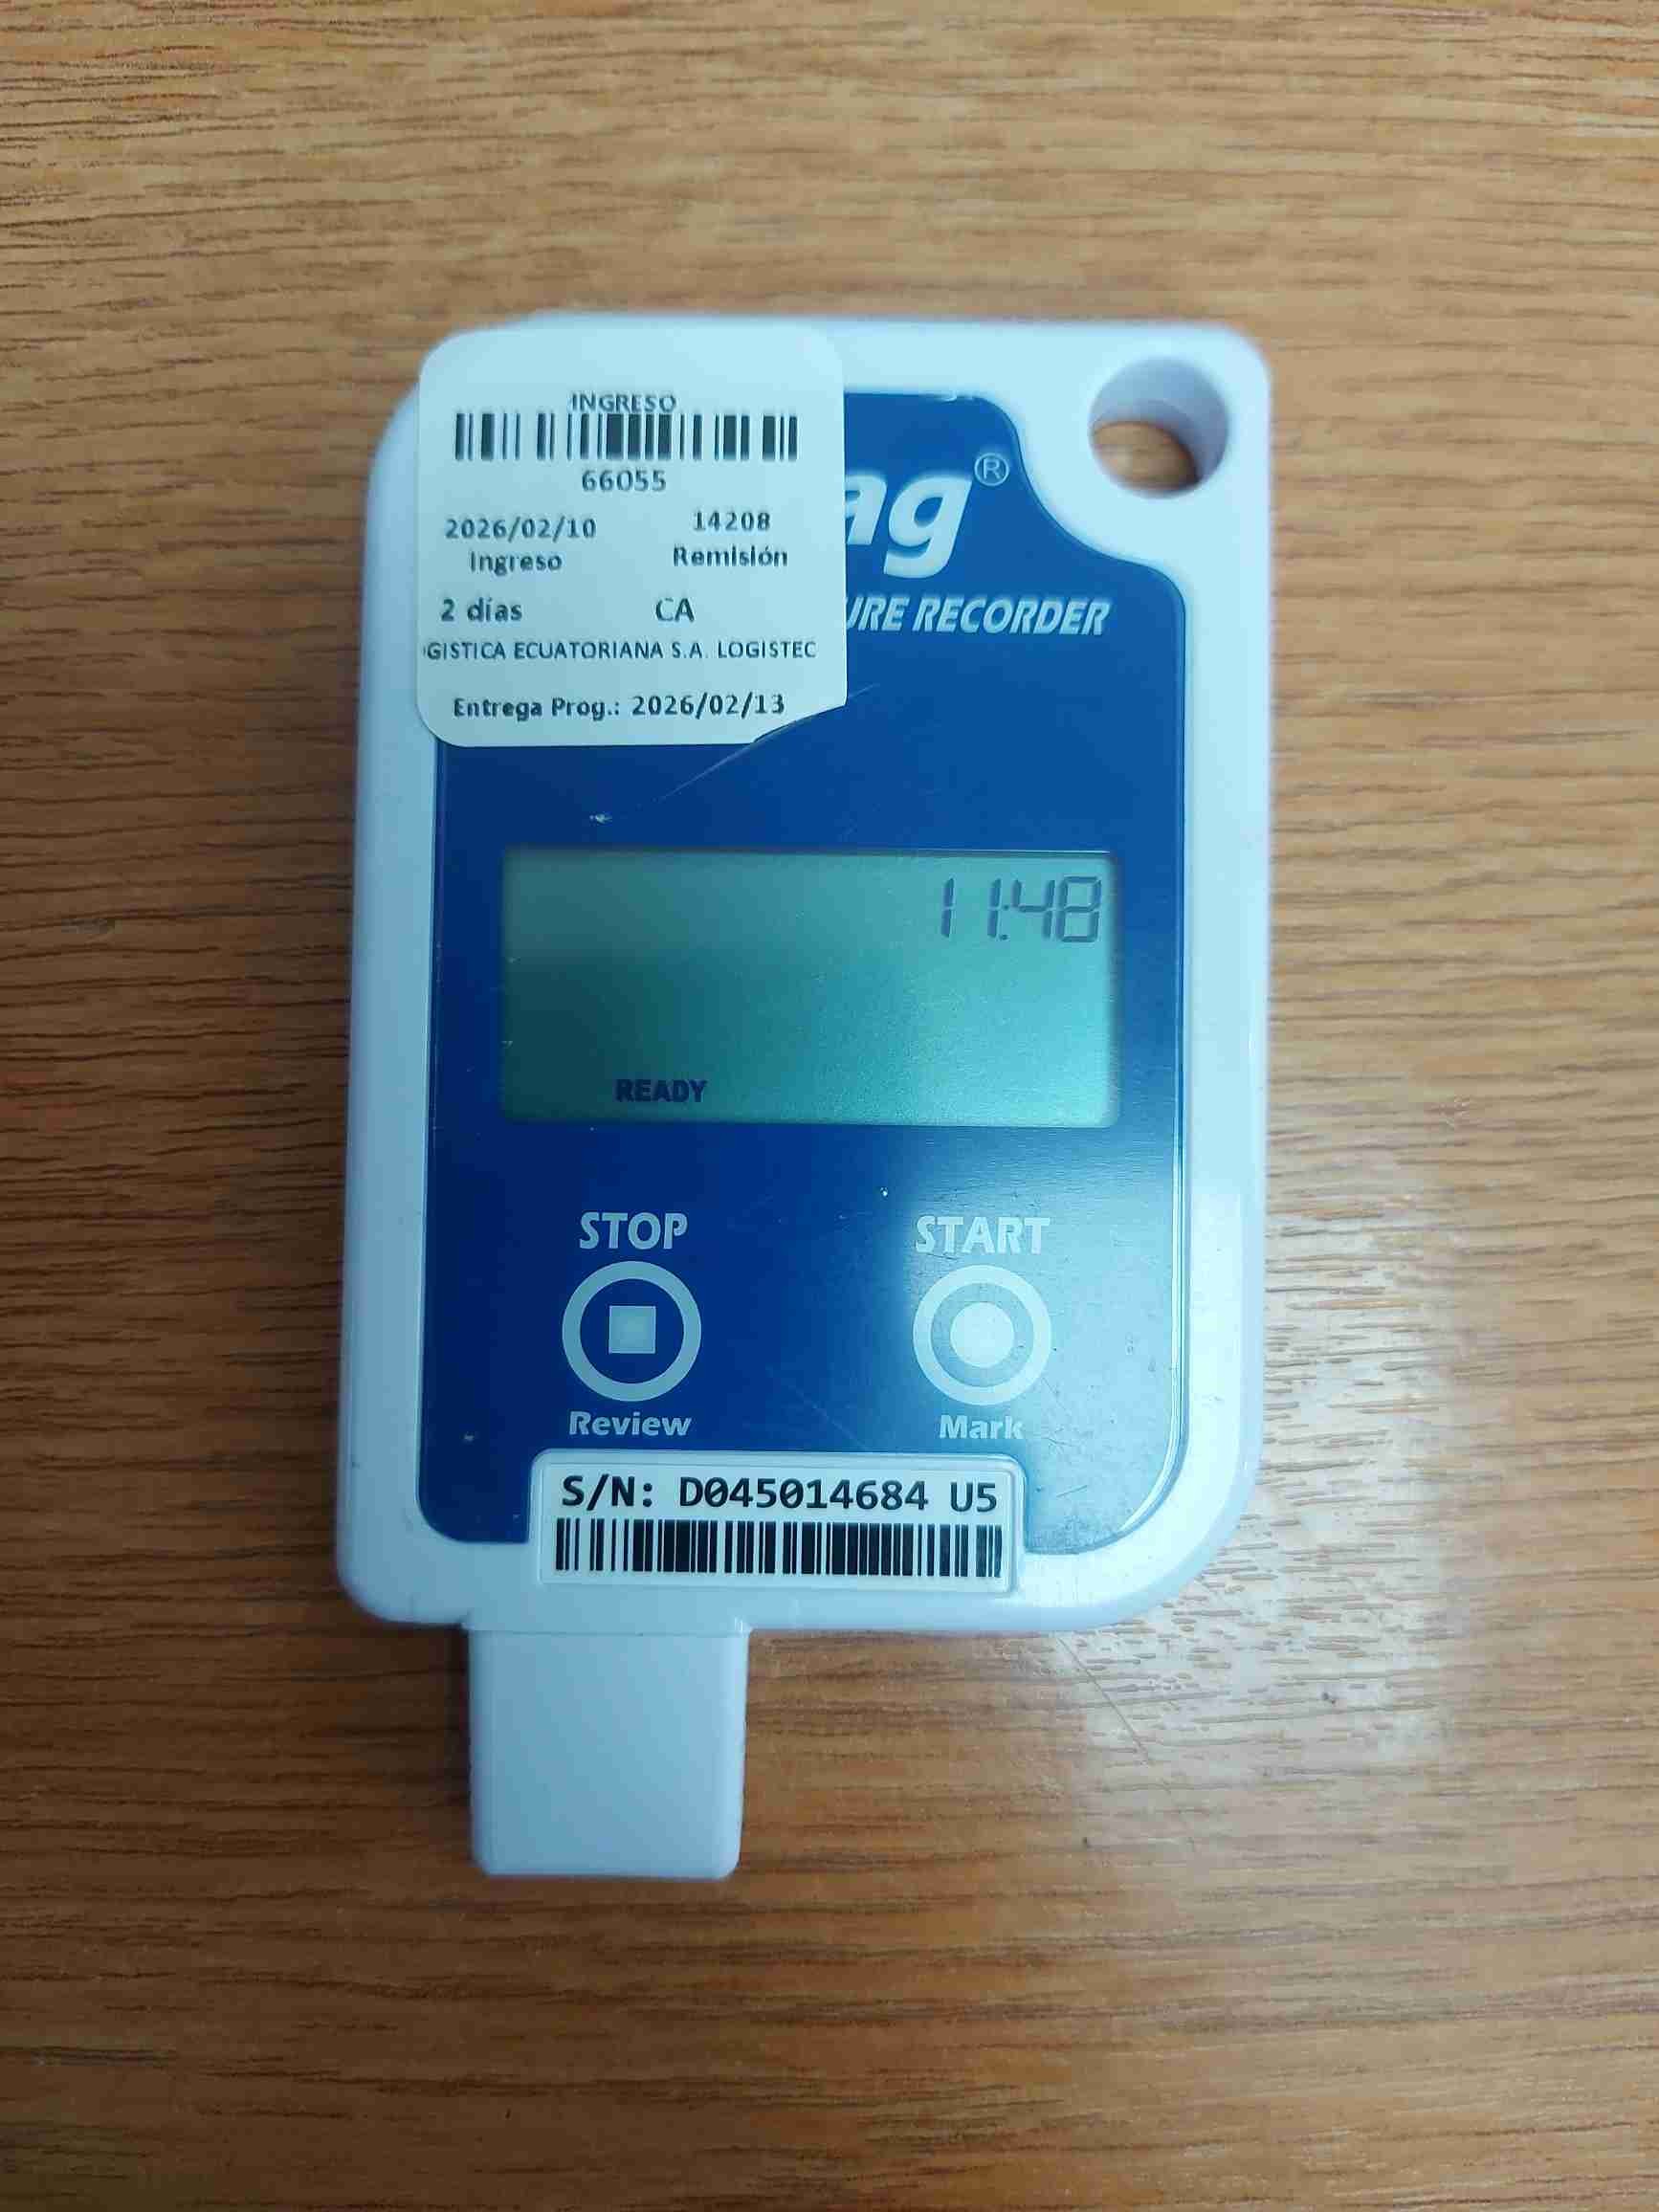 INGRESO
66055
2026/02/10 14208
Ingreso Remisión
2 días CA
GISTICA ECUATORIANA S.A. LOGISTEC
Entrega Prog.: 2026/02/13
ag®
URE RECORDER
11:48
READY
STOP START
Review Mark
S/N: D045014684 U5